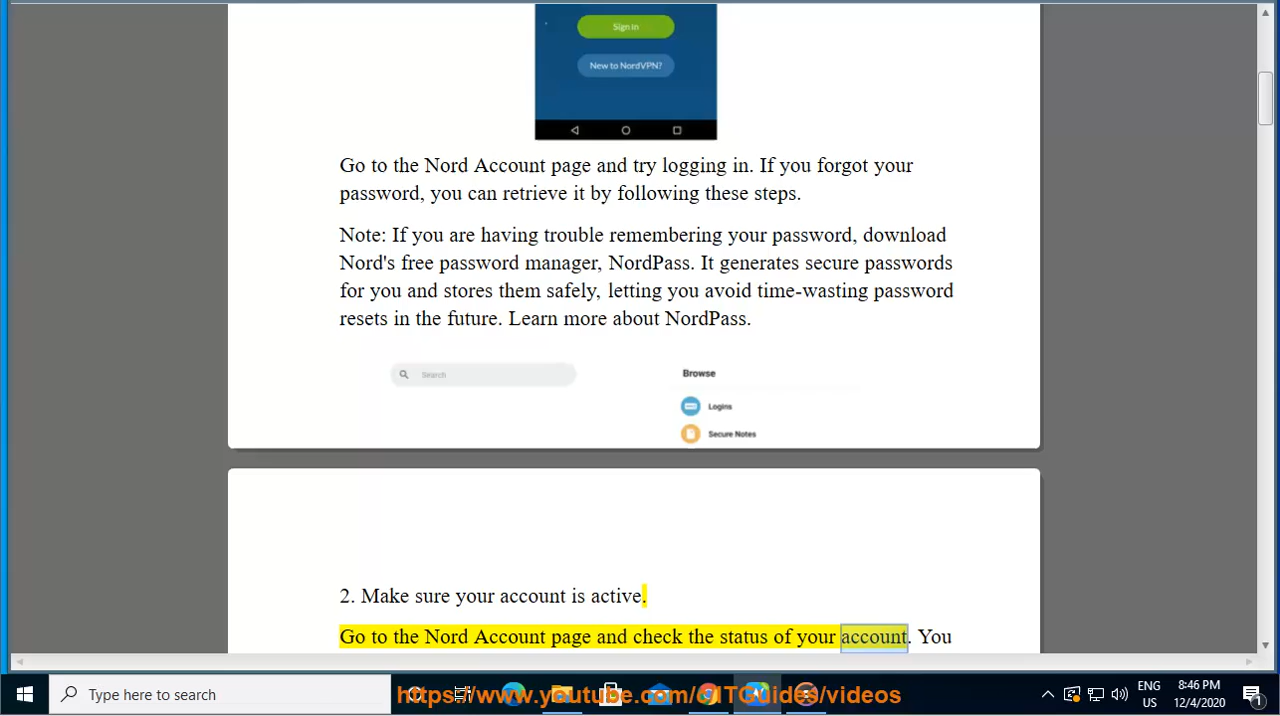 Sign in
New to NordVPN?
Go to the Nord Account page and try logging in. If you forgot your
password, you can retrieve it by following these steps.
Note: If you are having trouble remembering your password, download
Nord's free password manager, NordPass. It generates secure passwords
for you and stores them safely, letting you avoid time-wasting password
resets in the future. Learn more about NordPass.
Search
Browse
Logins
Secure Notes
2. Make sure your account is active.
Go to the Nord Account page and check the status of your account. You
Type here to search
https://www.youtube.com/@ITGuides/videos
ENG
US
8:46 PM
12/4/2020
1